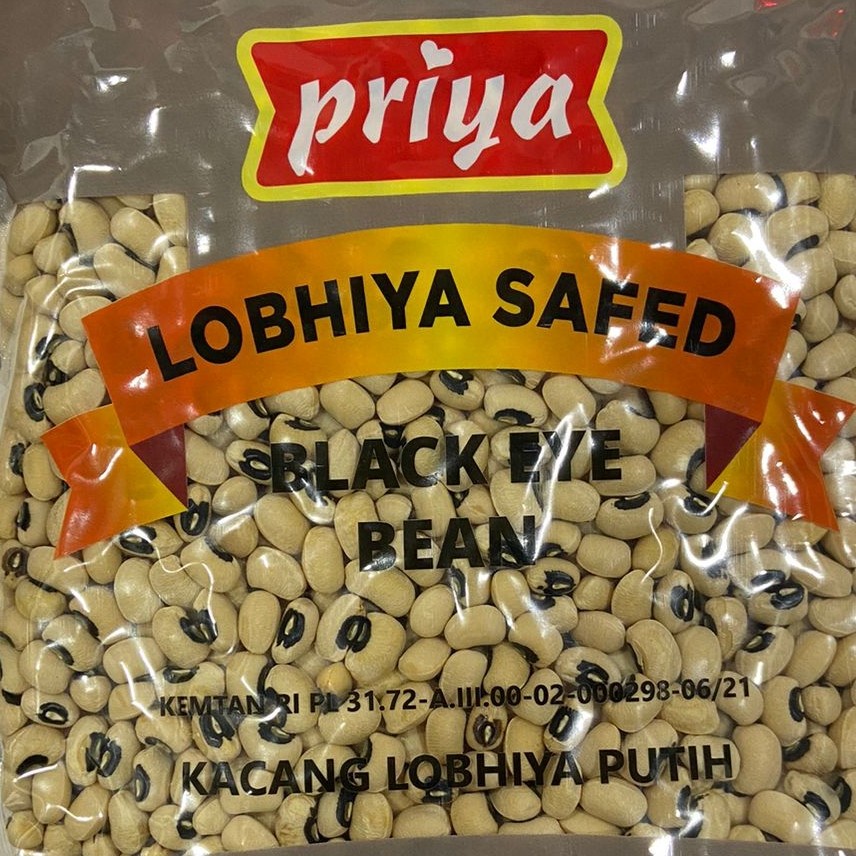 priya
LOBHIYA SAFED
BLACK EYE
BEAN
KEMTAN RI PL 31.72-A.III.00-02-000298-06/21
KACANG LOBHIYA PUTIH